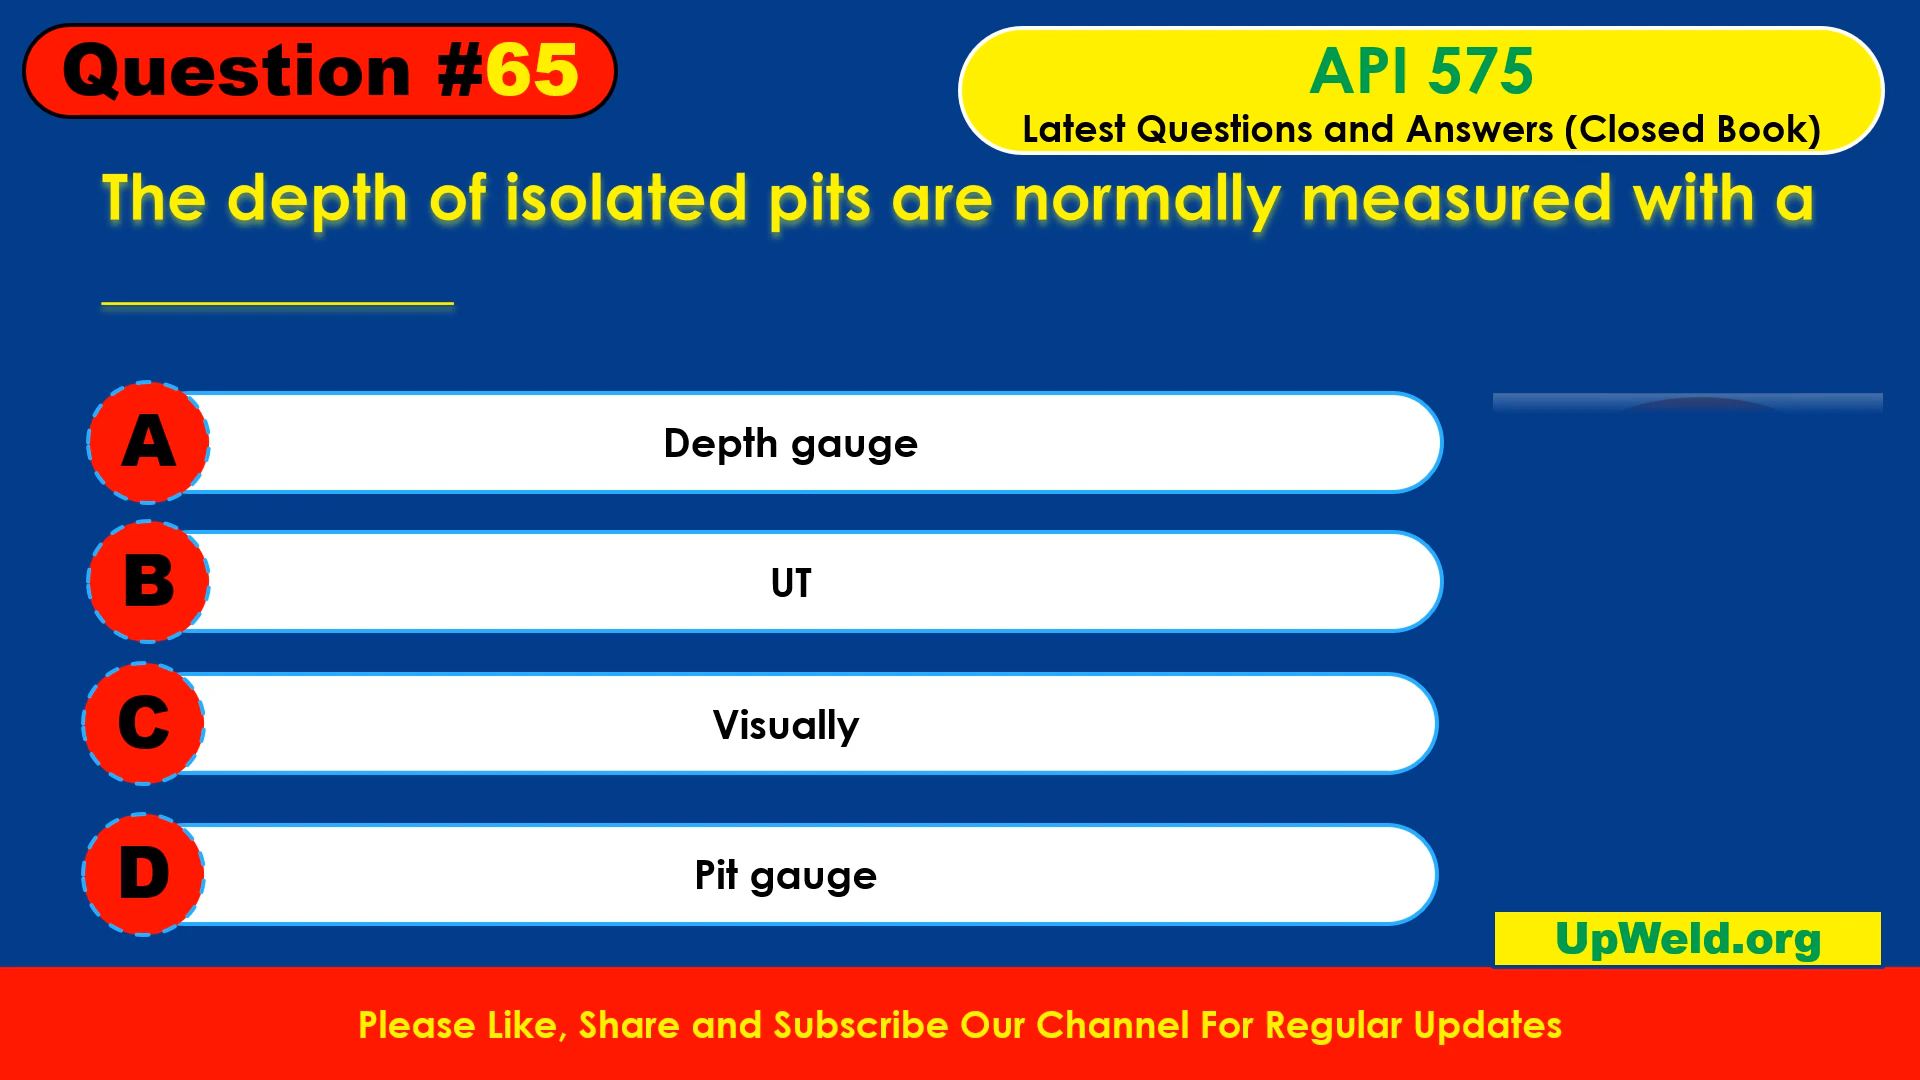 Question #65
API 575
Latest Questions and Answers (Closed Book)
The depth of isolated pits are normally measured with a
____________
A
Depth gauge
B
UT
C
Visually
D
Pit gauge
UpWeld.org
Please Like, Share and Subscribe Our Channel For Regular Updates